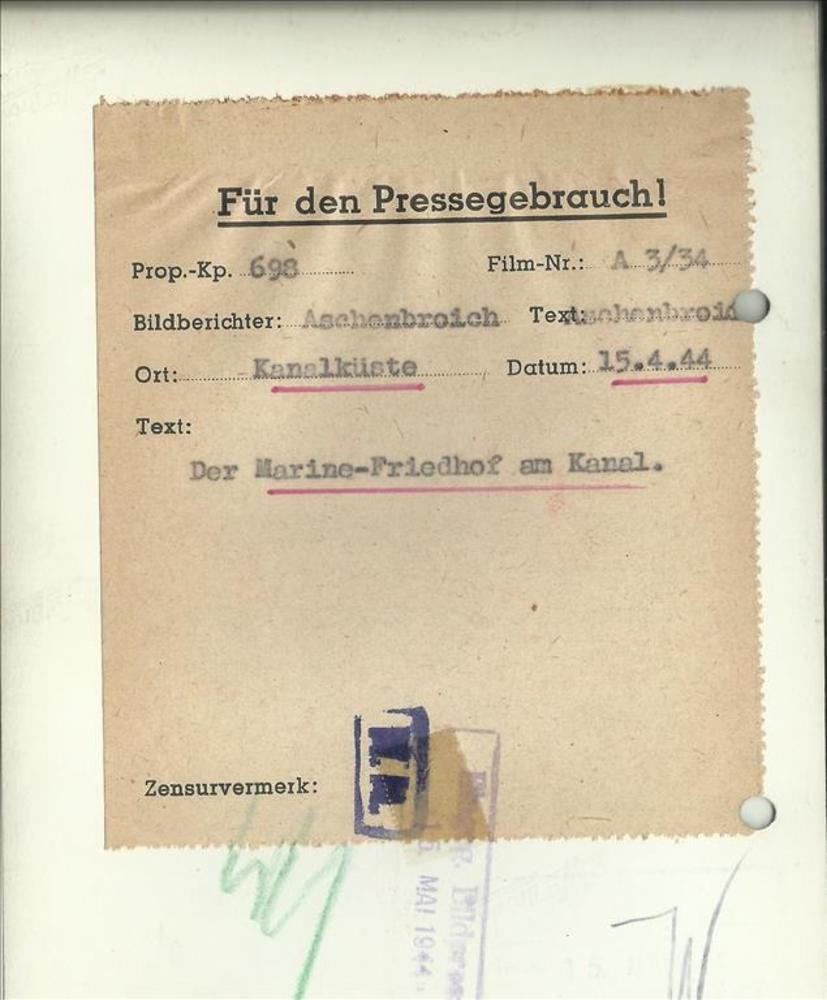 Für den Pressegebrauch!
Prop.-Kp. 698 Film-Nr.: A 3/34
Bildberichter: Aschenbroich Text: Aschenbroich
Ort: Kanalküste Datum: 15.4.44
Text:
Der Marine-Friedhof am Kanal.
Zensurvermerk:
MAI 1944